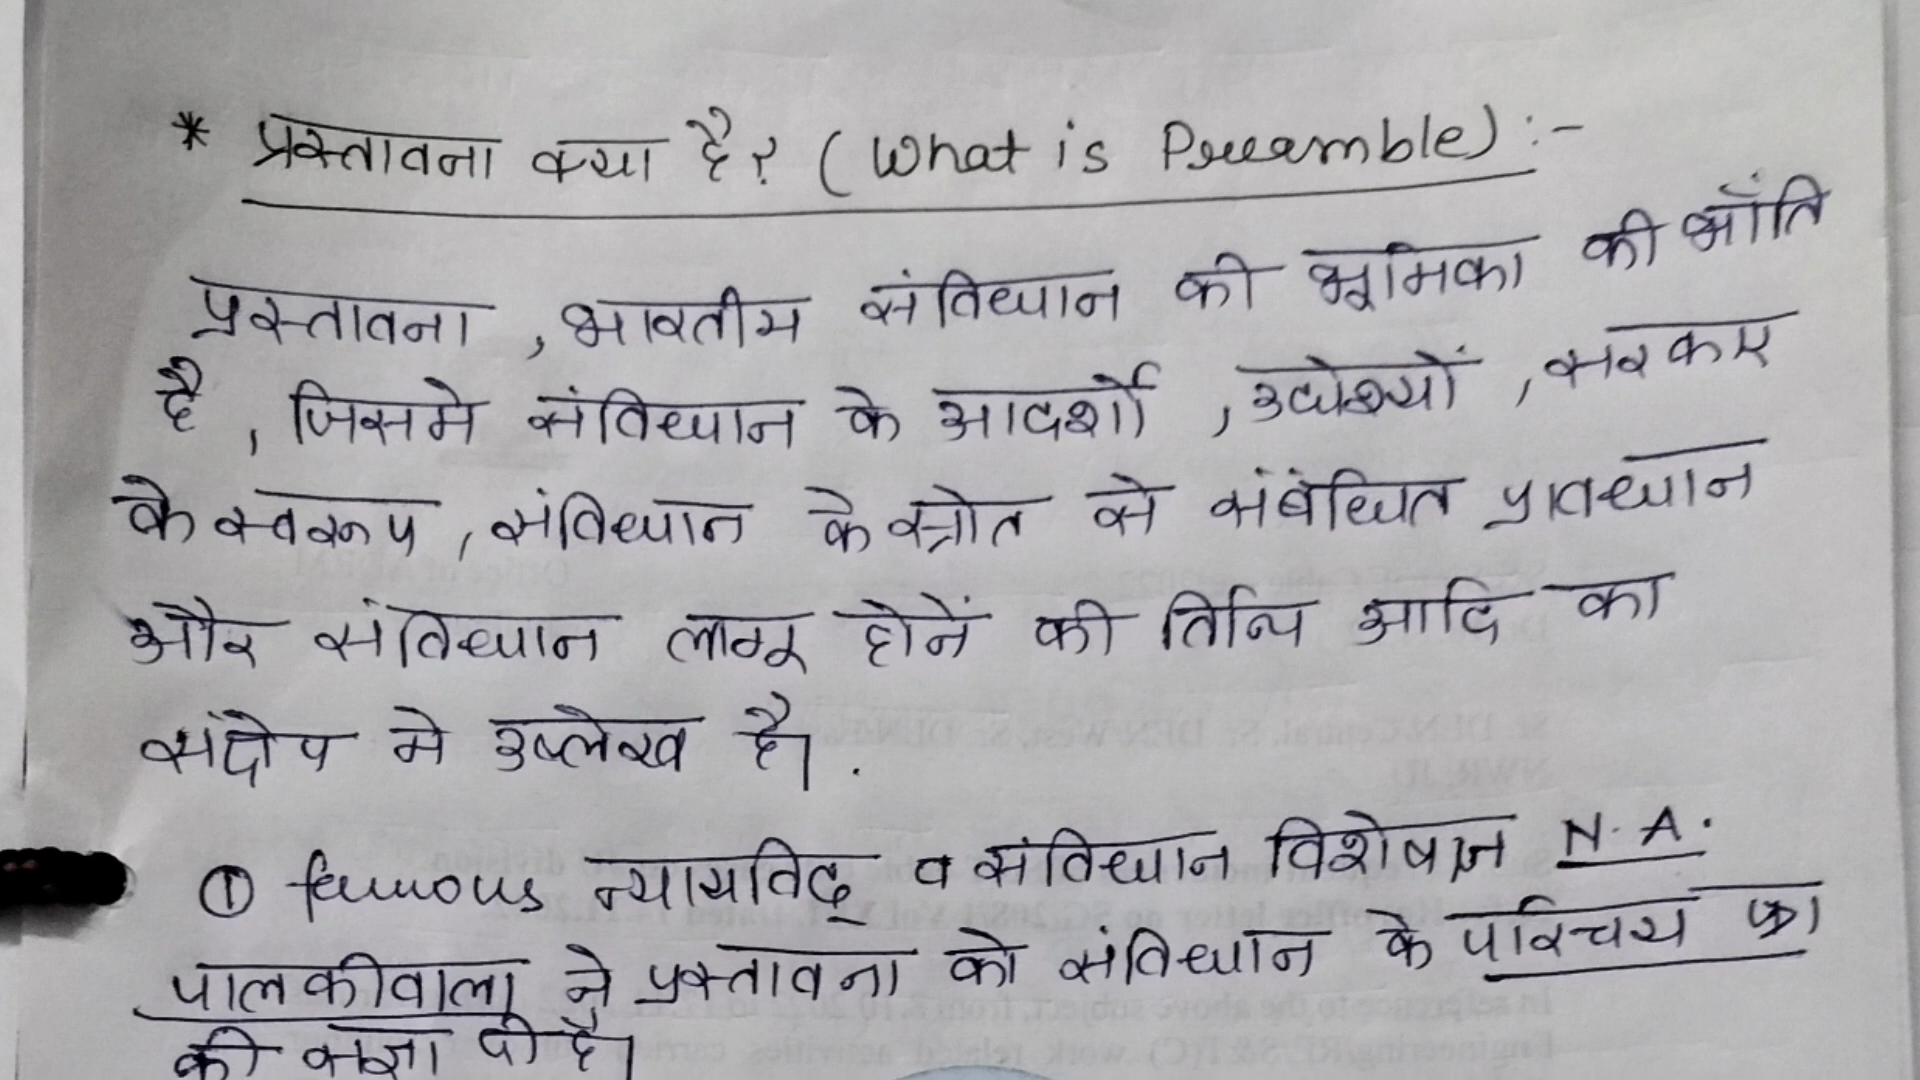 * प्रस्तावना क्या है? (What is Preamble) :-
प्रस्तावना , भारतीय संविधान की भूमिका की भाँति
है , जिसमे संविधान के आदर्शो , उद्येश्यों , सरकार
के स्वरूप , संविधान के स्त्रोत से संबंधित प्रावधान
और संविधान लागू होनें की तिथि आदि का
संक्षेप मे उल्लेख है।
① famous न्यायविद् व संविधान विशेषज्ञ N. A.
पालकीवाला ने प्रस्तावना को संविधान के परिचय पत्र
की संज्ञा दी है।